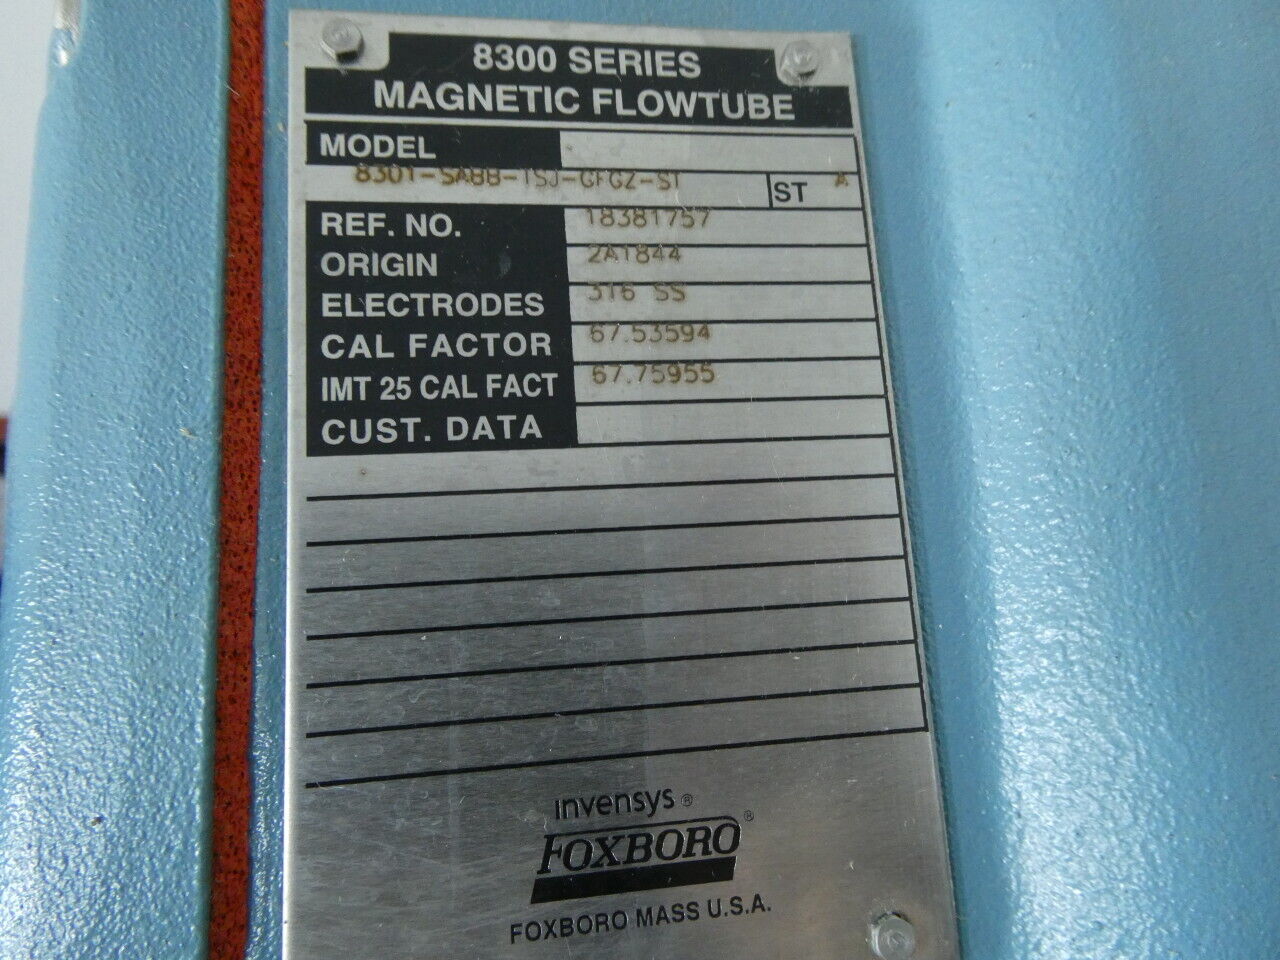 8300 SERIES
MAGNETIC FLOWTUBE
MODEL
8301-SABB-TSJ-GFGZ-ST ST A
REF. NO. 18381757
ORIGIN 2A1844
ELECTRODES 316 SS
CAL FACTOR 67.53594
IMT 25 CAL FACT 67.75955
CUST. DATA
invensys®
FOXBORO®
FOXBORO MASS U.S.A.